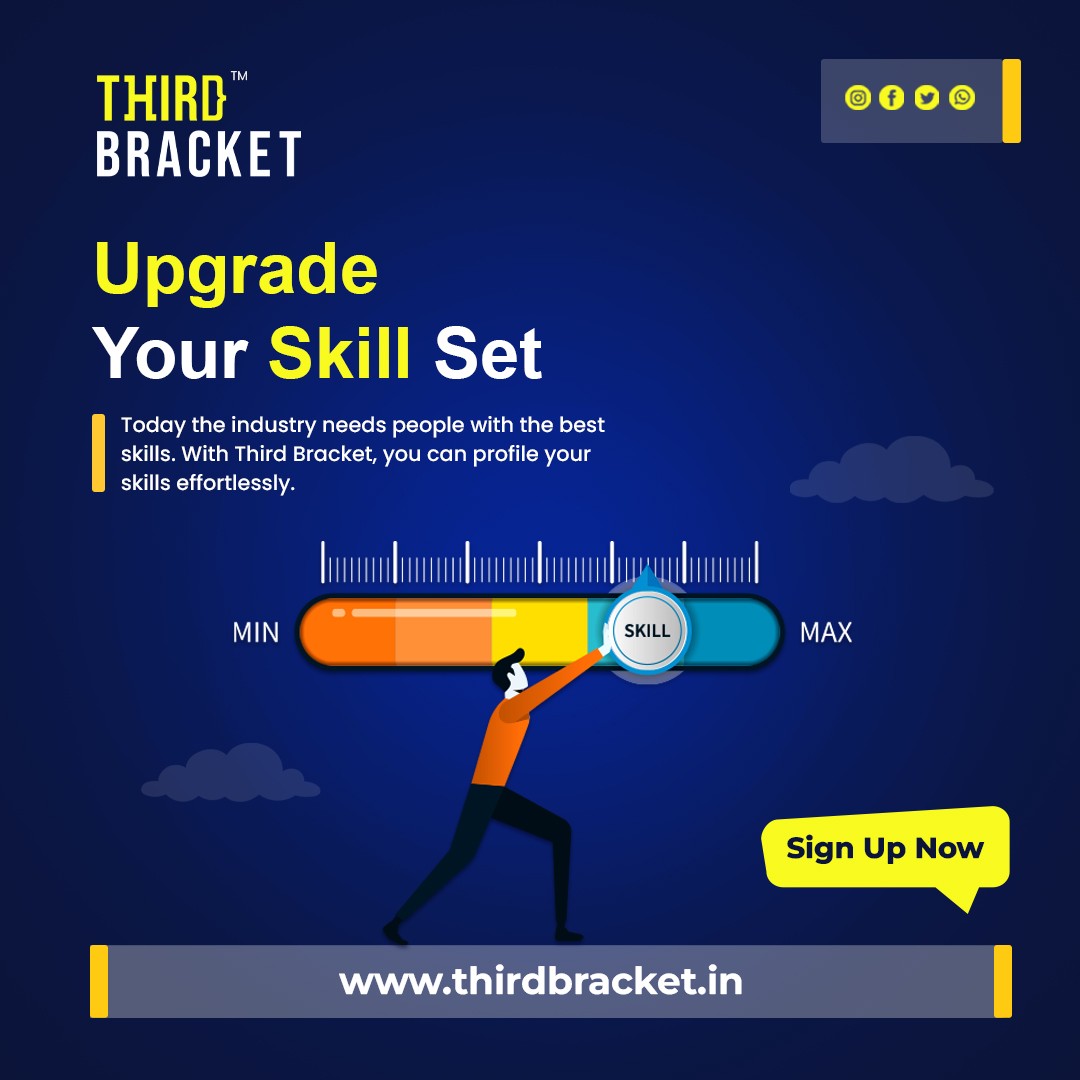 THIRD™
BRACKET
Upgrade
Your Skill Set
Today the industry needs people with the best
skills. With Third Bracket, you can profile your
skills effortlessly.
MIN
SKILL
MAX
Sign Up Now
www.thirdbracket.in